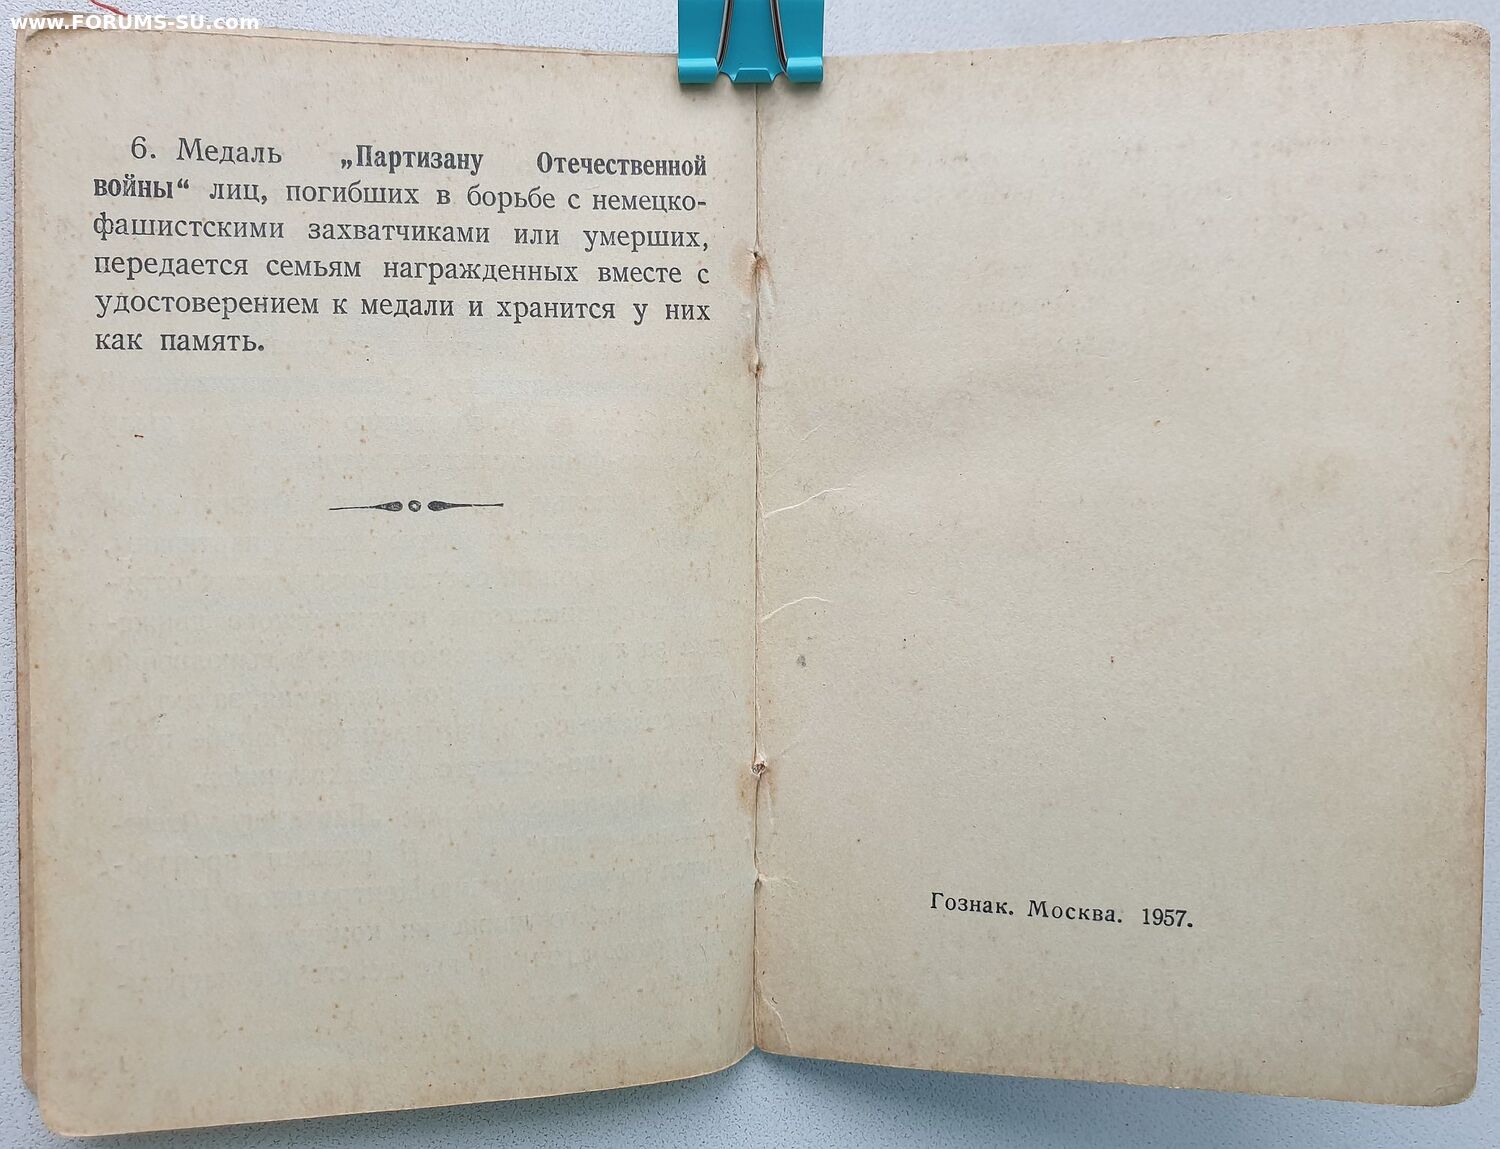 www.FORUMS-SU.com
6. Медаль „Партизану Отечественной
войны“ лиц, погибших в борьбе с немецко-
фашистскими захватчиками или умерших,
передается семьям награжденных вместе с
удостоверением к медали и хранится у них
как память.
Гознак. Москва. 1957.